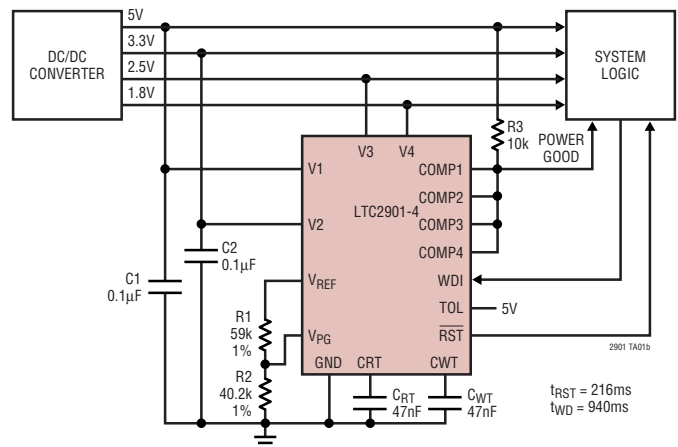 5V
3.3V
2.5V
1.8V
DC/DC
CONVERTER
SYSTEM
LOGIC
R3
10k
POWER
GOOD
V3
V4
V1
V2
VREF
VPG
LTC2901-4
COMP1
COMP2
COMP3
COMP4
WDI
TOL
5V
RST
GND
CRT
CWT
C1
0.1µF
C2
0.1µF
R1
59k
1%
R2
40.2k
1%
CRT
47nF
CWT
47nF
2901 TA01b
tRST = 216ms
tWD = 940ms